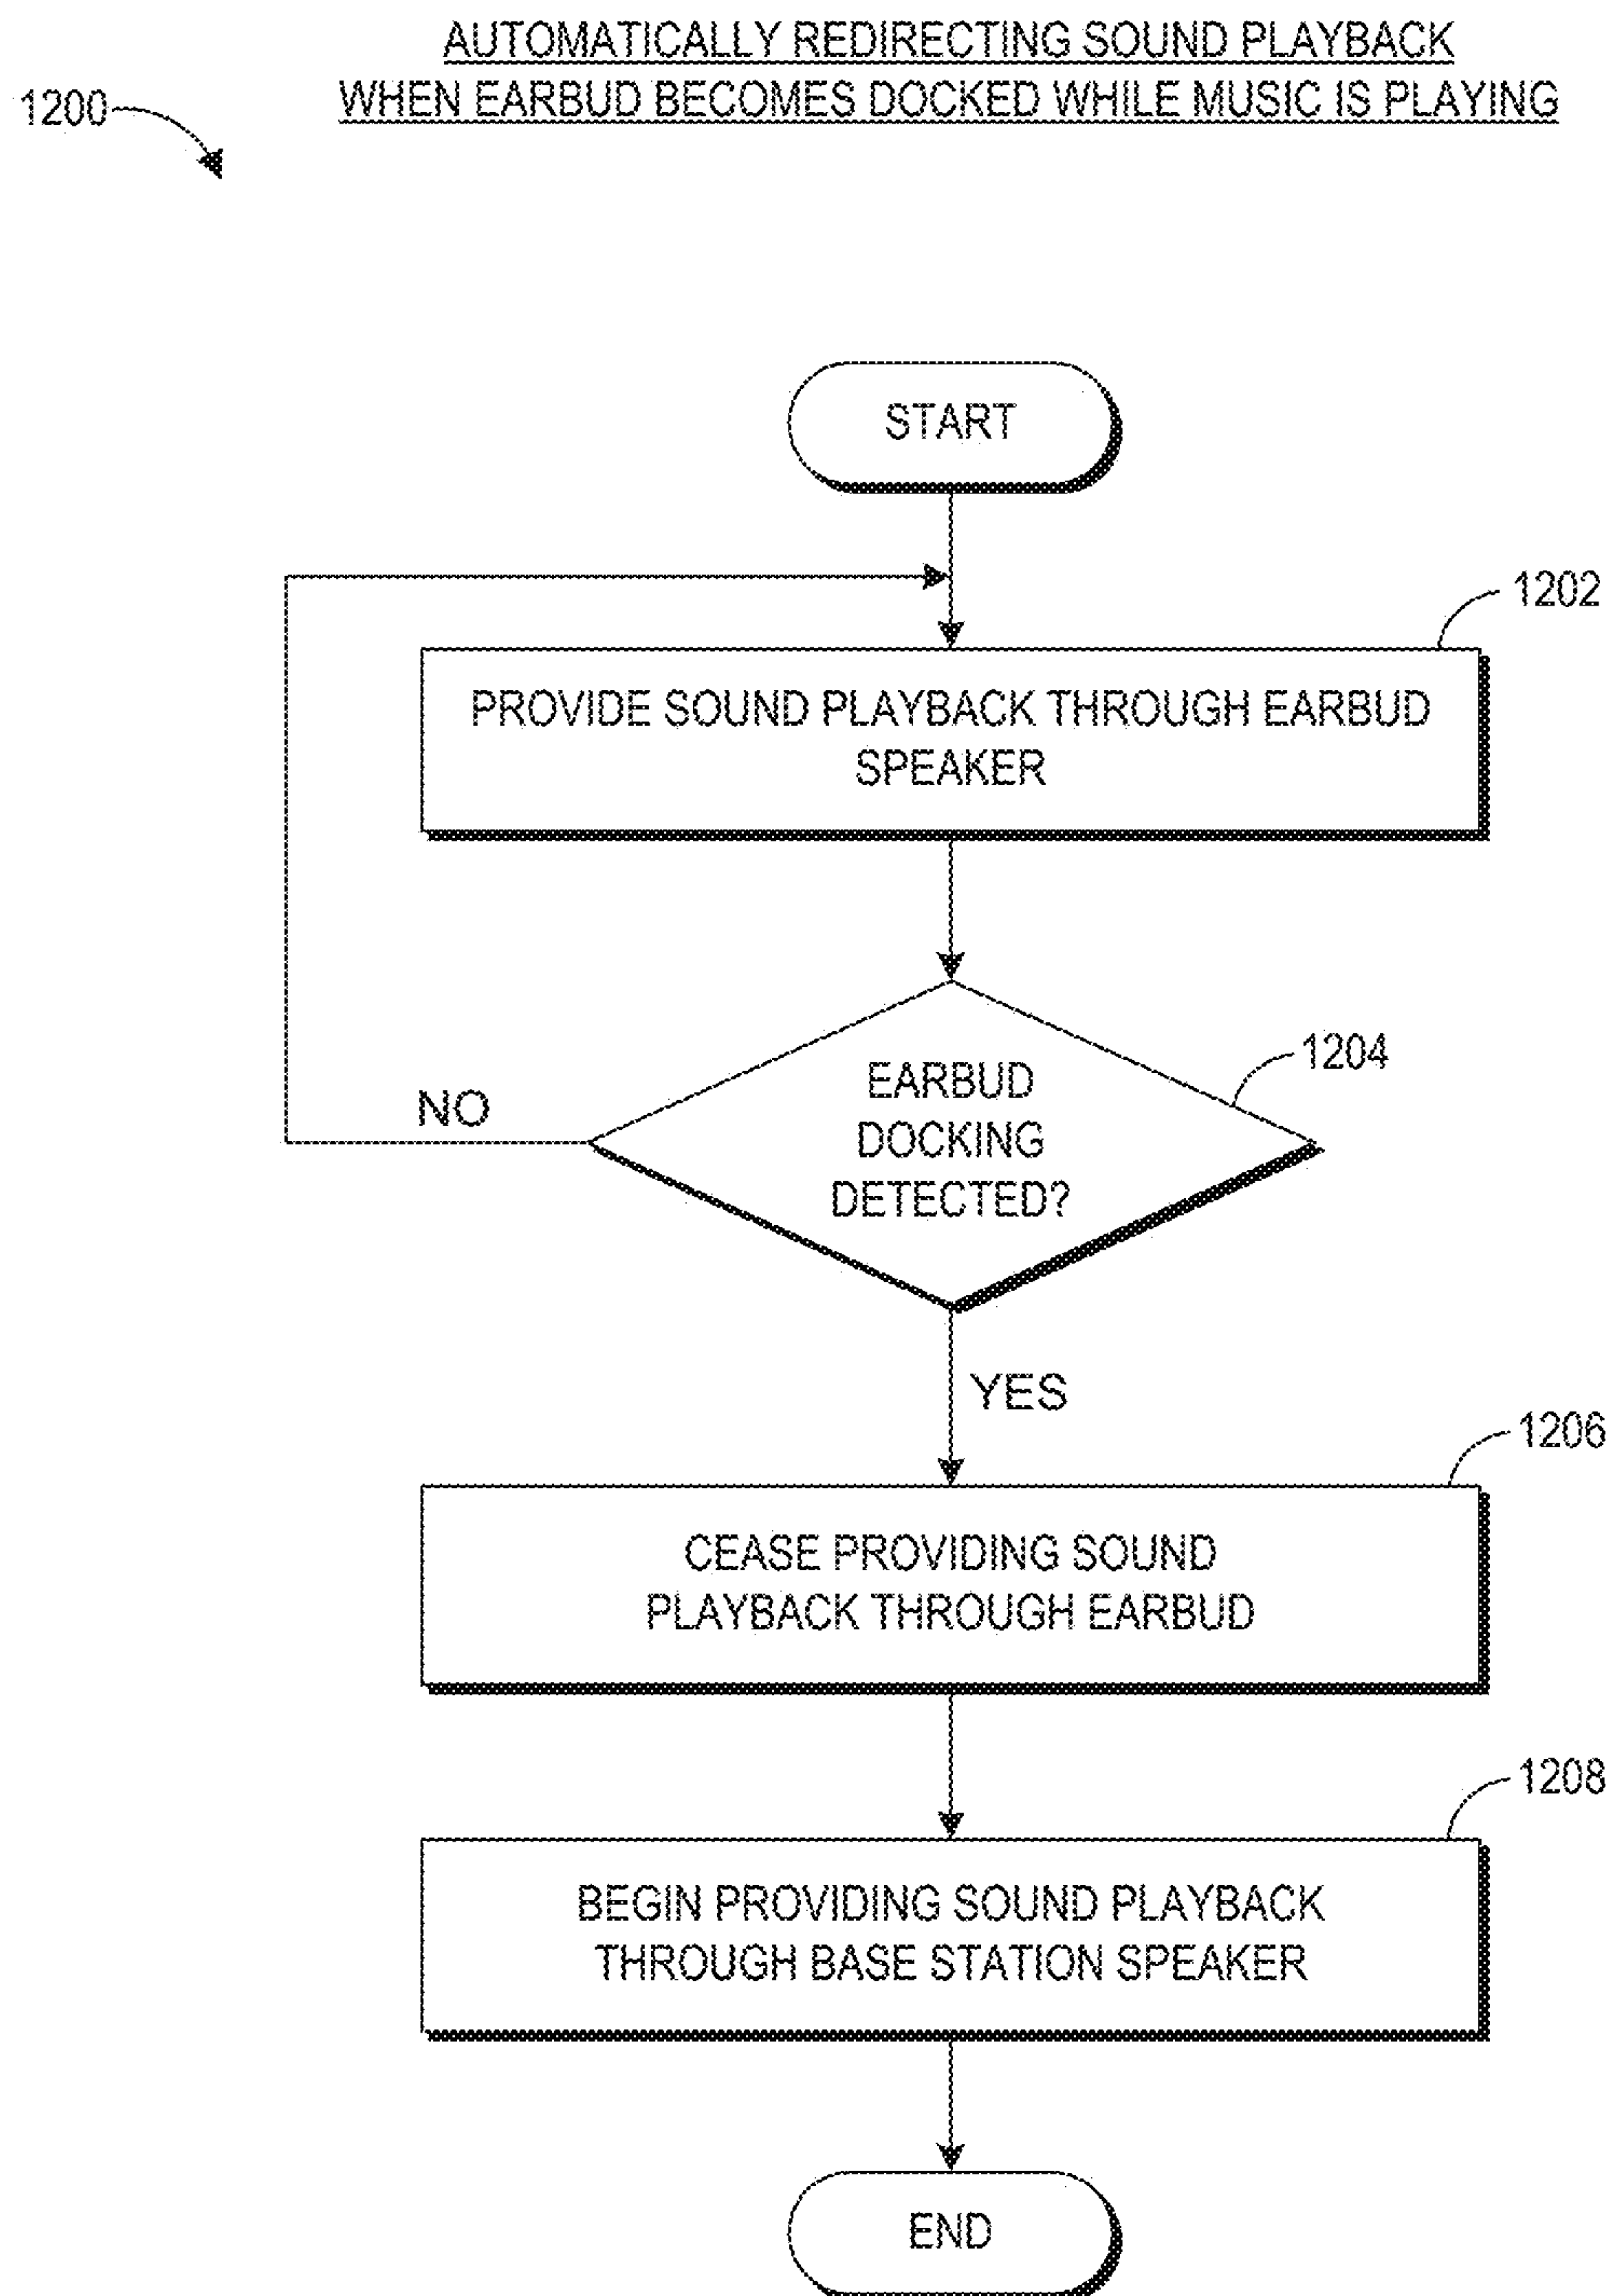 AUTOMATICALLY REDIRECTING SOUND PLAYBACK
WHEN EARBUD BECOMES DOCKED WHILE MUSIC IS PLAYING
1200
START
1202
PROVIDE SOUND PLAYBACK THROUGH EARBUD
SPEAKER
1204
EARBUD
DOCKING
DETECTED?
NO
YES
1206
CEASE PROVIDING SOUND
PLAYBACK THROUGH EARBUD
1208
BEGIN PROVIDING SOUND PLAYBACK
THROUGH BASE STATION SPEAKER
END